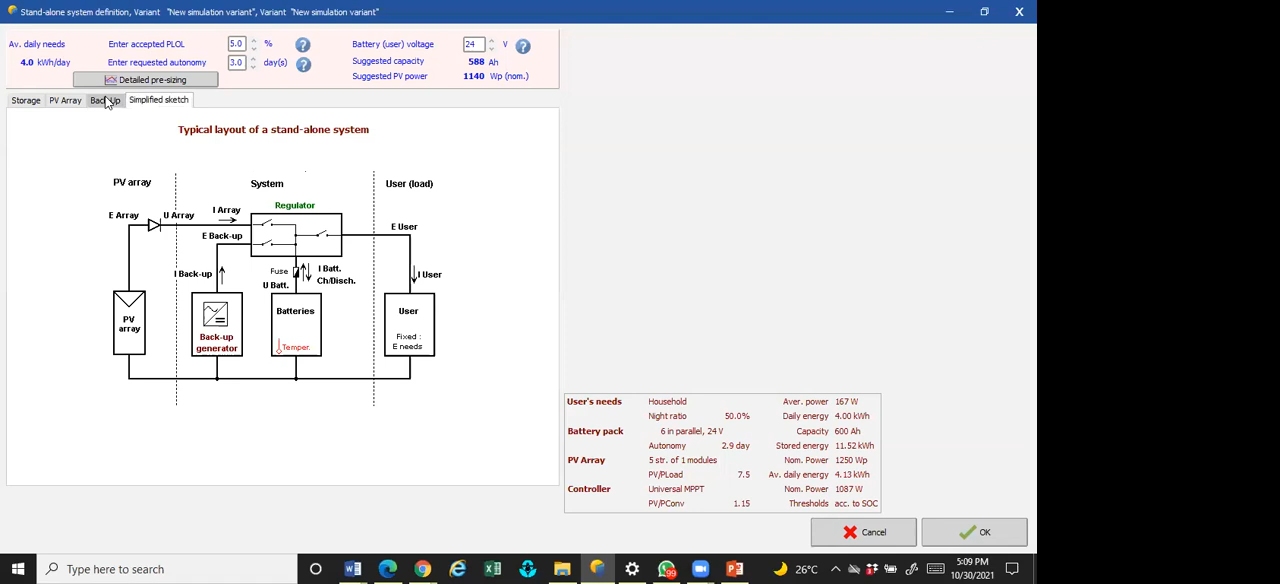 Stand-alone system definition, Variant "New simulation variant", Variant "New simulation variant"
Av. daily needs Enter accepted PLOL 5.0 % ? Battery (user) voltage 24 V ?
4.0 kWh/day Enter requested autonomy 3.0 day(s) ? Suggested capacity 588 Ah
Detailed pre-sizing Suggested PV power 1140 Wp (nom.)
Storage PV Array Simplified sketch
Typical layout of a stand-alone system
PV array System User (load)
Regulator
E Array U Array I Array
E Back-up E User
I Back-up Fuse I Batt. I User
U Batt. Ch/Disch.
PV array Back-up generator Batteries User
Temper. Fixed : E needs
User's needs Household Aver. power 167 W
Night ratio 50.0% Daily energy 4.00 kWh
Battery pack 6 in parallel, 24 V Capacity 600 Ah
Autonomy 2.9 day Stored energy 11.52 kWh
PV Array 5 str. of 1 modules Nom. Power 1250 Wp
PV/PLoad 7.5 Av. daily energy 4.13 kWh
Controller Universal MPPT Nom. Power 1087 W
PV/PConv 1.15 Thresholds acc. to SOC
Cancel OK
Type here to search 99 26°C 5:09 PM
10/30/2021